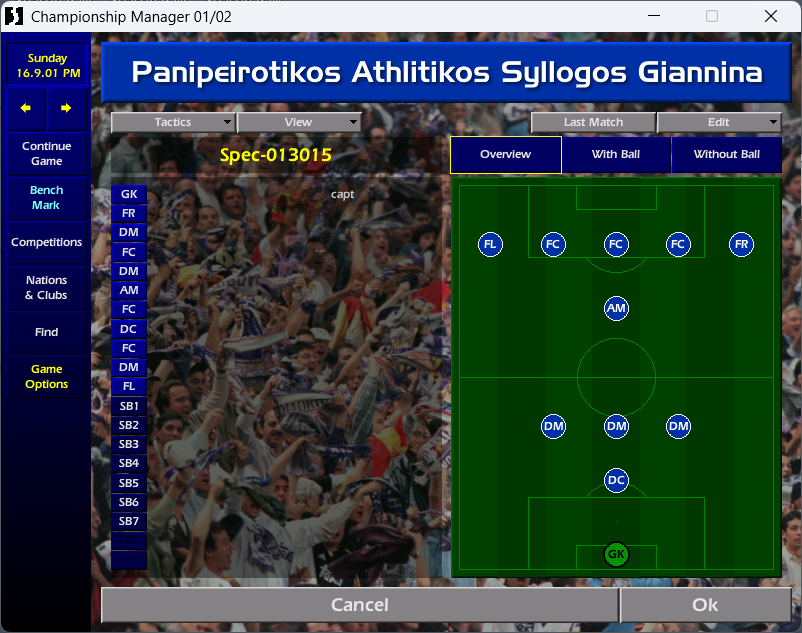 Championship Manager 01/02
Sunday
16.9.01 PM
Panipeirotikos Athlitikos Syllogos Giannina
Tactics
View
Last Match
Edit
Continue
Game
Bench
Mark
Competitions
Nations
& Clubs
Find
Game
Options
Spec-013015
Overview
With Ball
Without Ball
GK
capt
FR
DM
FC
DM
AM
FC
DC
FC
DM
FL
SB1
SB2
SB3
SB4
SB5
SB6
SB7
FL FC FC FC FR
AM
DM DM DM
DC
GK
Cancel
Ok